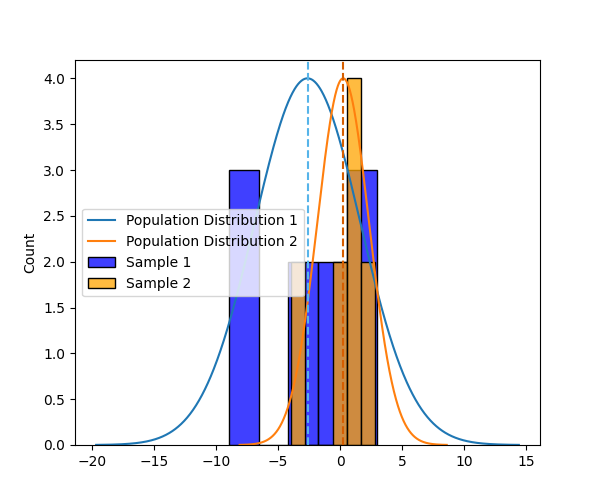 4.0
3.5
3.0
2.5
2.0
1.5
1.0
0.5
0.0
Count
Population Distribution 1
Population Distribution 2
Sample 1
Sample 2
−20 −15 −10 −5 0 5 10 15